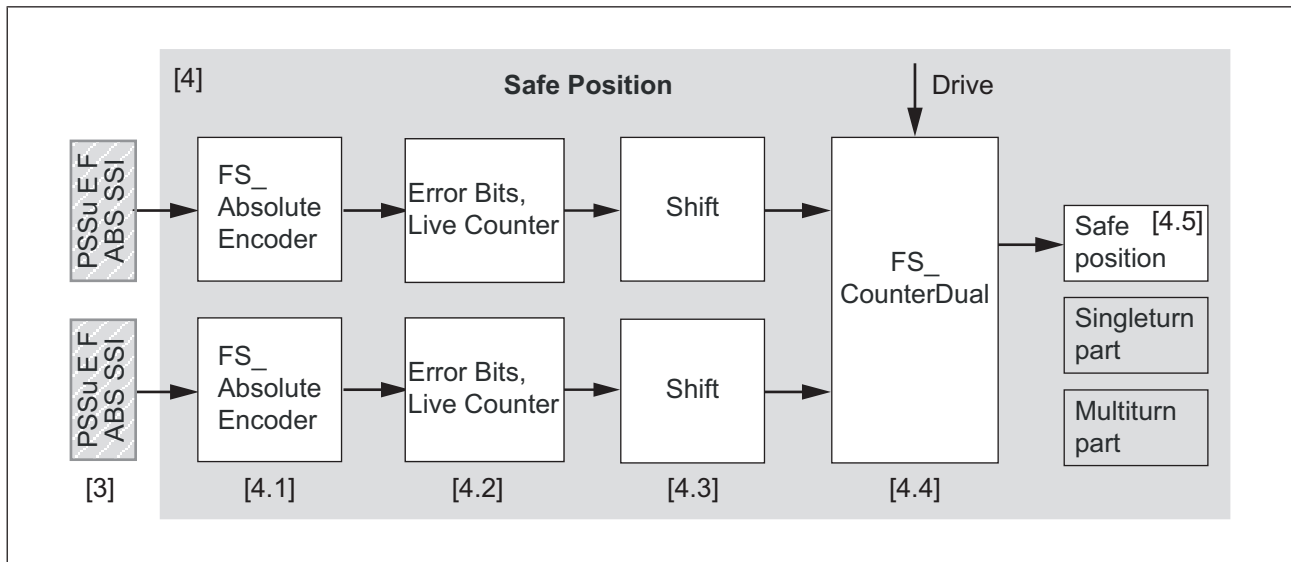 [4]
Safe Position
Drive
PSSu E F
ABS SSI
FS_
Absolute
Encoder
Error Bits,
Live Counter
Shift
FS_
CounterDual
Safe [4.5]
position
Singleturn
part
Multiturn
part
PSSu E F
ABS SSI
FS_
Absolute
Encoder
Error Bits,
Live Counter
Shift
[3]
[4.1]
[4.2]
[4.3]
[4.4]